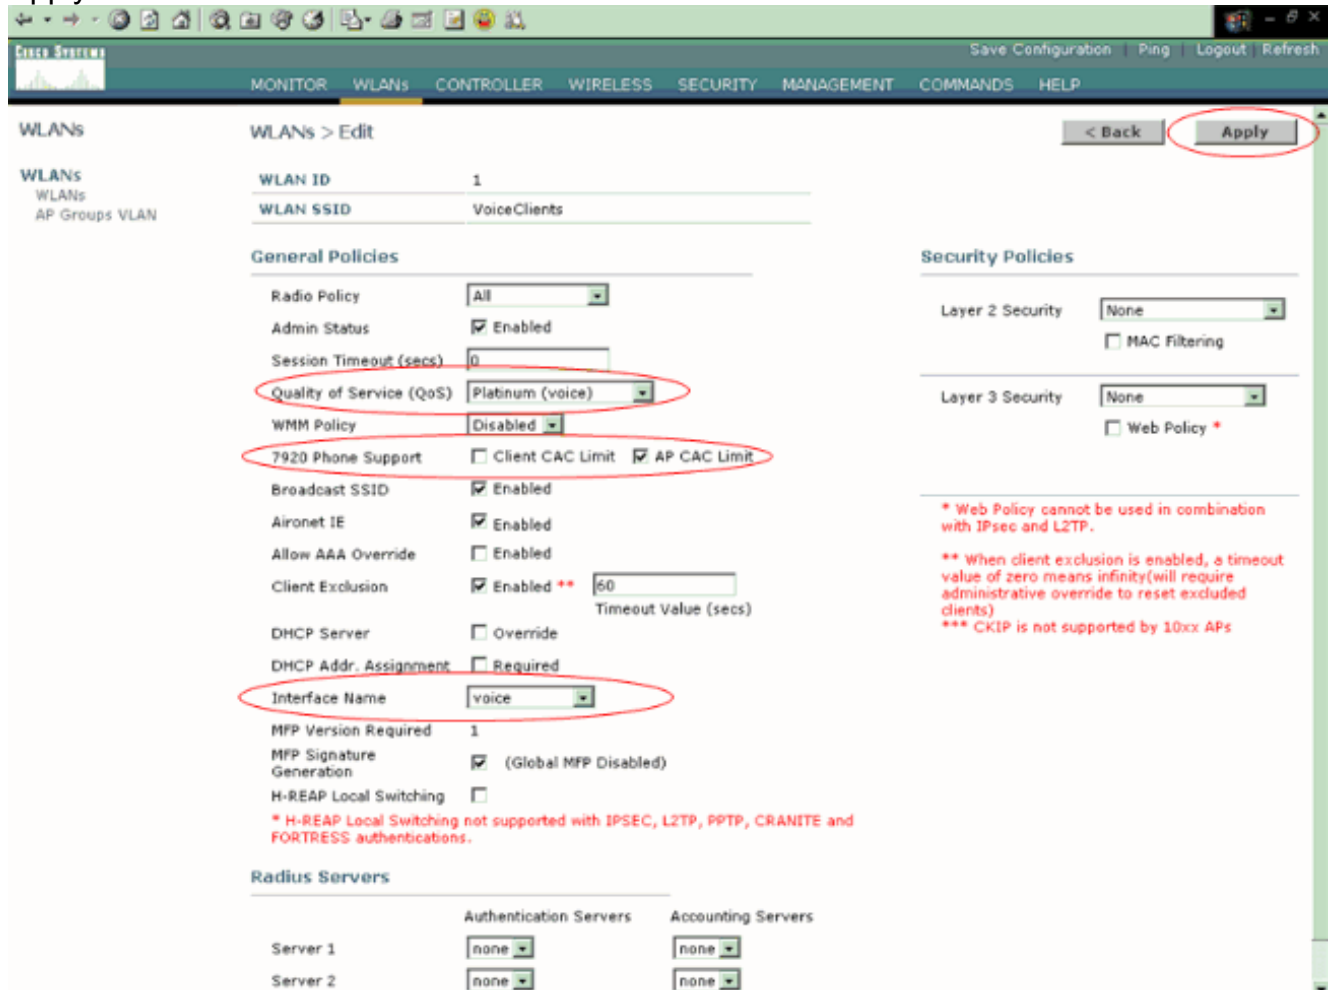 Cisco Systems
Save Configuration | Ping | Logout | Refresh
MONITOR WLANs CONTROLLER WIRELESS SECURITY MANAGEMENT COMMANDS HELP
WLANs
WLANs > Edit
< Back
Apply
WLANs
WLANs
AP Groups VLAN
WLAN ID 1
WLAN SSID VoiceClients
General Policies
Radio Policy All
Admin Status Enabled
Session Timeout (secs) 0
Quality of Service (QoS) Platinum (voice)
WMM Policy Disabled
7920 Phone Support Client CAC Limit AP CAC Limit
Broadcast SSID Enabled
Aironet IE Enabled
Allow AAA Override Enabled
Client Exclusion Enabled ** 60
Timeout Value (secs)
DHCP Server Override
DHCP Addr. Assignment Required
Interface Name voice
MFP Version Required 1
MFP Signature
Generation (Global MFP Disabled)
H-REAP Local Switching
* H-REAP Local Switching not supported with IPSEC, L2TP, PPTP, CRANITE and
FORTRESS authentications.
Security Policies
Layer 2 Security None
MAC Filtering
Layer 3 Security None
Web Policy *
* Web Policy cannot be used in combination
with IPsec and L2TP.
** When client exclusion is enabled, a timeout
value of zero means infinity(will require
administrative override to reset excluded
clients)
*** CKIP is not supported by 10xx APs
Radius Servers
Authentication Servers Accounting Servers
Server 1 none none
Server 2 none none